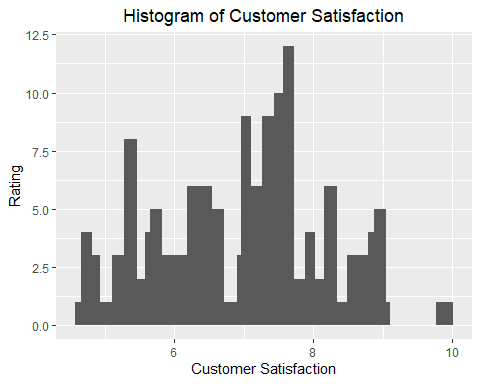 Histogram of Customer Satisfaction
12.5
10.0
7.5
5.0
2.5
0.0
Rating
6 8 10
Customer Satisfaction